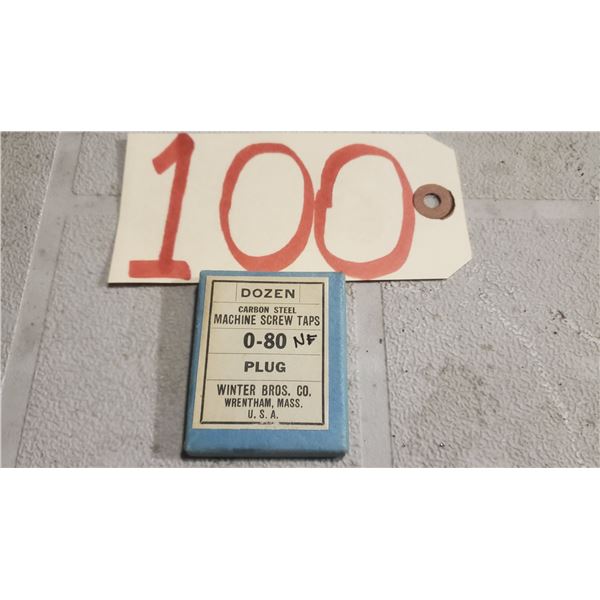 100
DOZEN
CARBON STEEL
MACHINE SCREW TAPS
0-80 NF
PLUG
WINTER BROS. CO.
WRENTHAM, MASS.
U. S. A.